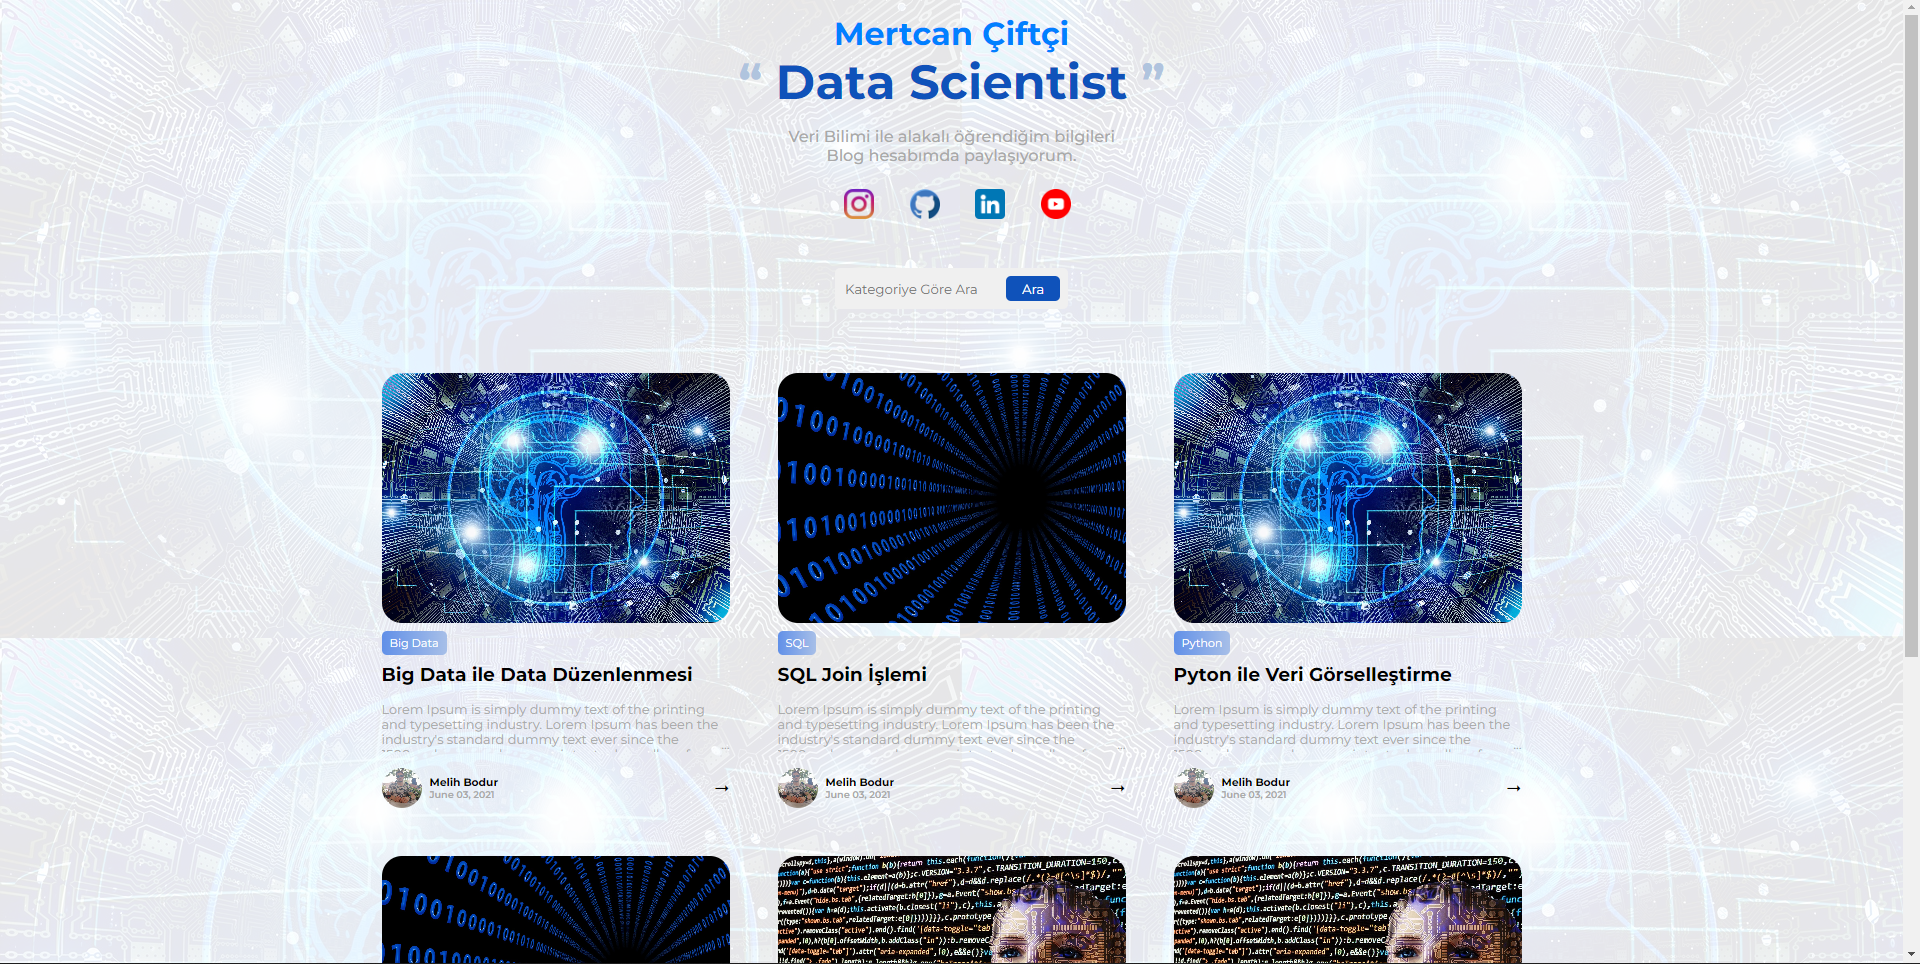 Mertcan Çiftçi
“ Data Scientist ”
Veri Bilimi ile alakalı öğrendiğim bilgileri
Blog hesabımda paylaşıyorum.
Kategoriye Göre Ara
Ara
Big Data
Big Data ile Data Düzenlenmesi
Lorem Ipsum is simply dummy text of the printing
and typesetting industry. Lorem Ipsum has been the
industry's standard dummy text ever since the
Melih Bodur
June 03, 2021
→
SQL
SQL Join İşlemi
Lorem Ipsum is simply dummy text of the printing
and typesetting industry. Lorem Ipsum has been the
industry's standard dummy text ever since the
Melih Bodur
June 03, 2021
→
Python
Pyton ile Veri Görselleştirme
Lorem Ipsum is simply dummy text of the printing
and typesetting industry. Lorem Ipsum has been the
industry's standard dummy text ever since the
Melih Bodur
June 03, 2021
→